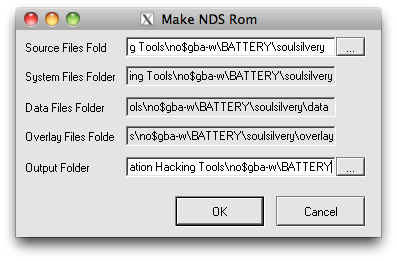 Make NDS Rom
Source Files Fold g Tools\no$gba-w\BATTERY\soulsilvery ...
System Files Folder ing Tools\no$gba-w\BATTERY\soulsilvery
Data Files Folder ols\no$gba-w\BATTERY\soulsilvery\data
Overlay Files Folde s\no$gba-w\BATTERY\soulsilvery\overlay
Output Folder ation Hacking Tools\no$gba-w\BATTERY ...
OK Cancel